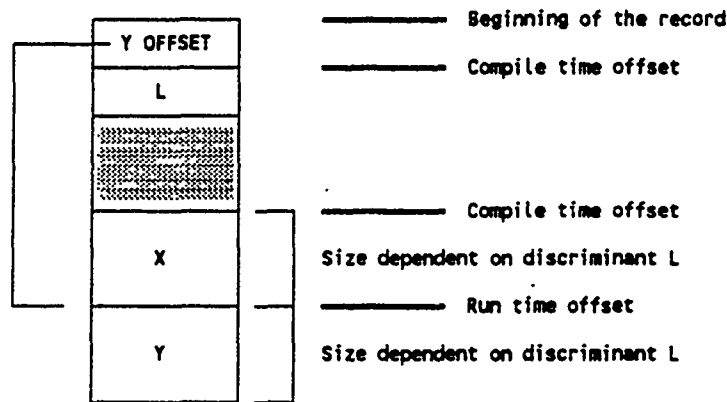 Beginning of the record
Y OFFSET
Compile time offset
L
Compile time offset
X
Size dependent on discriminant L
Run time offset
Y
Size dependent on discriminant L